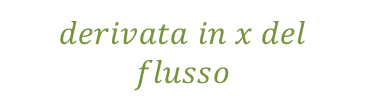 derivata in x del
flusso